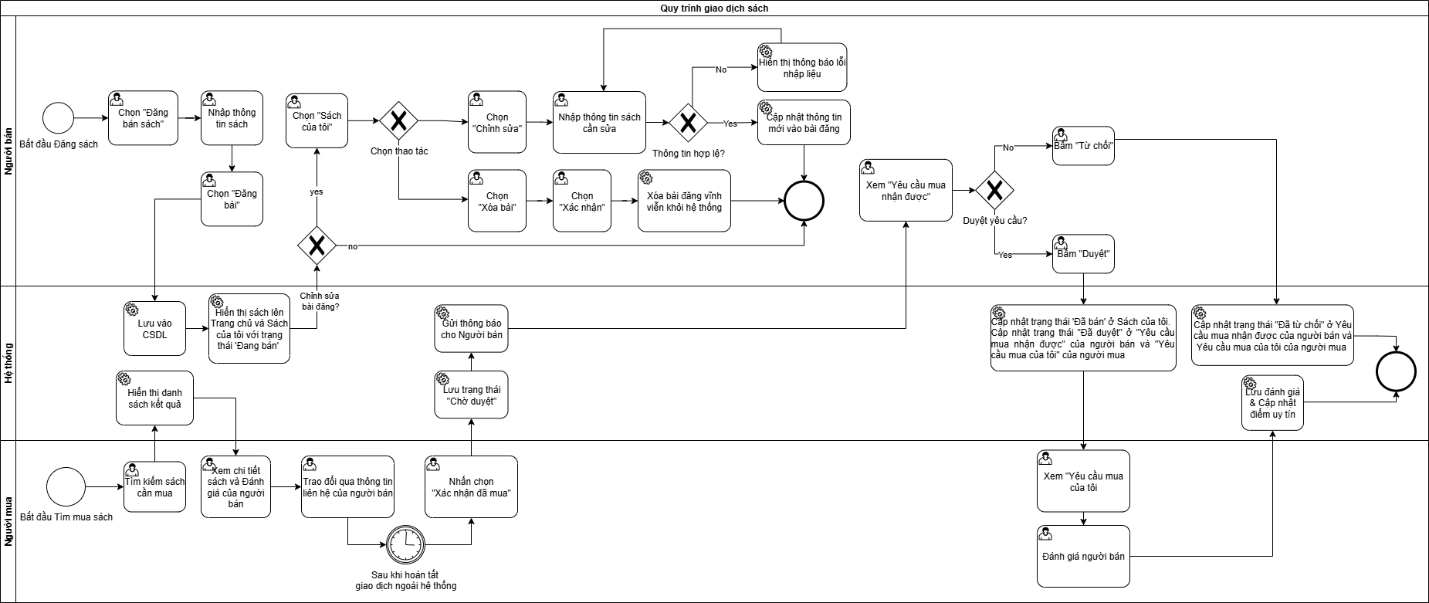 Quy trình giao dịch sách
Người bán
Bắt đầu Đăng sách
Chọn "Đăng
bán sách"
Nhập thông
tin sách
Chọn "Đăng
bài"
Chọn "Sách
của tôi"
yes
no
Chỉnh sửa
bài đăng?
Chọn thao tác
Chọn
"Chỉnh sửa"
Nhập thông tin sách
cần sửa
Thông tin hợp lệ?
No
Yes
Hiển thị thông báo lỗi
nhập liệu
Cập nhật thông tin
mới vào bài đăng
Chọn
"Xóa bài"
Chọn
"Xác nhận"
Xóa bài đăng vĩnh
viễn khỏi hệ thống
Xem "Yêu cầu mua
nhận được"
Duyệt yêu cầu?
No
Yes
Bấm "Từ chối"
Bấm "Duyệt"
Hệ thống
Lưu vào
CSDL
Hiển thị sách lên
Trang chủ và Sách
của tôi với trạng
thái 'Đang bán'
Hiển thị danh
sách kết quả
Gửi thông báo
cho Người bán
Lưu trạng thái
"Chờ duyệt"
Cập nhật trạng thái 'Đã bán' ở Sách của tôi.
Cập nhật trạng thái "Đã duyệt" ở "Yêu cầu
mua nhận được" của người bán và "Yêu
cầu mua của tôi" của người mua
Cập nhật trạng thái "Đã từ chối" ở Yêu
cầu mua nhận được của người bán và
Yêu cầu mua của tôi của người mua
Lưu đánh giá
& Cập nhật
điểm uy tín
Người mua
Bắt đầu Tìm mua sách
Tìm kiếm sách
cần mua
Xem chi tiết
sách và Đánh
giá của người
bán
Trao đổi qua thông tin
liên hệ của người bán
Sau khi hoàn tất
giao dịch ngoài hệ thống
Nhấn chọn
"Xác nhận đã mua"
Xem "Yêu cầu mua
của tôi
Đánh giá người bán